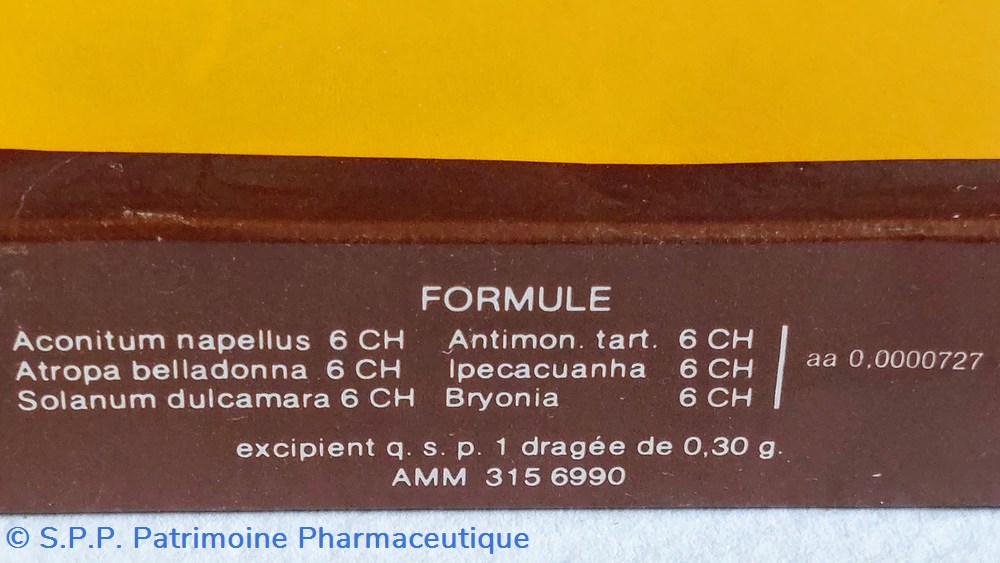 FORMULE
Aconitum napellus 6 CH Antimon. tart. 6 CH
Atropa belladonna 6 CH Ipecacuanha 6 CH aa 0,0000727
Solanum dulcamara 6 CH Bryonia 6 CH
excipient q. s. p. 1 dragée de 0,30 g.
AMM 315 6990
© S.P.P. Patrimoine Pharmaceutique